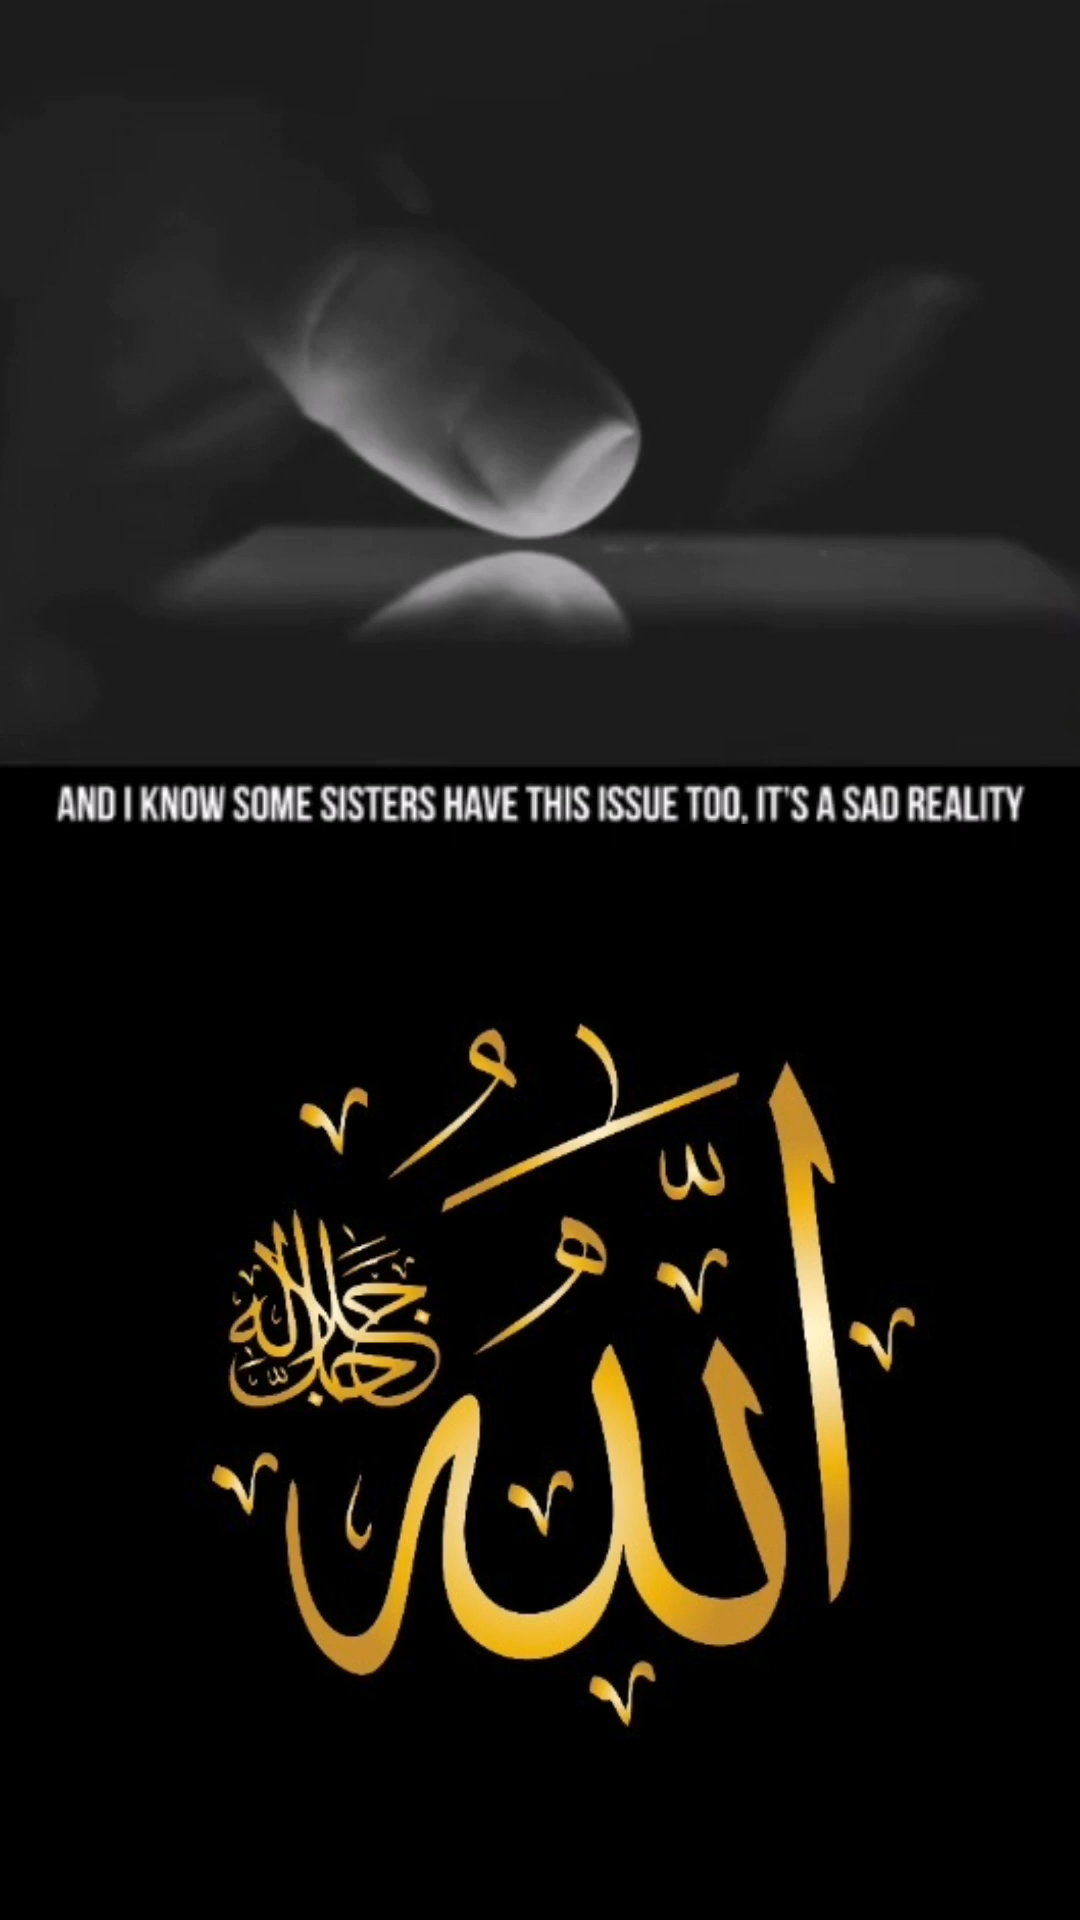 AND I KNOW SOME SISTERS HAVE THIS ISSUE TOO, IT'S A SAD REALITY
الله
جل جلاله